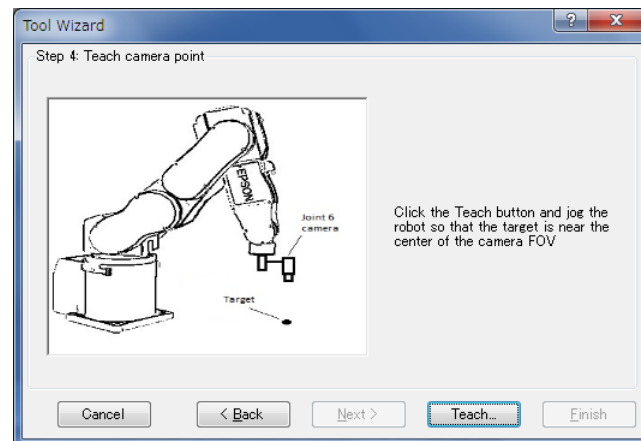 Tool Wizard
Step 4: Teach camera point
EPSON
Joint 6
camera
Target
Click the Teach button and jog the
robot so that the target is near the
center of the camera FOV
Cancel
< Back
Next >
Teach...
Finish